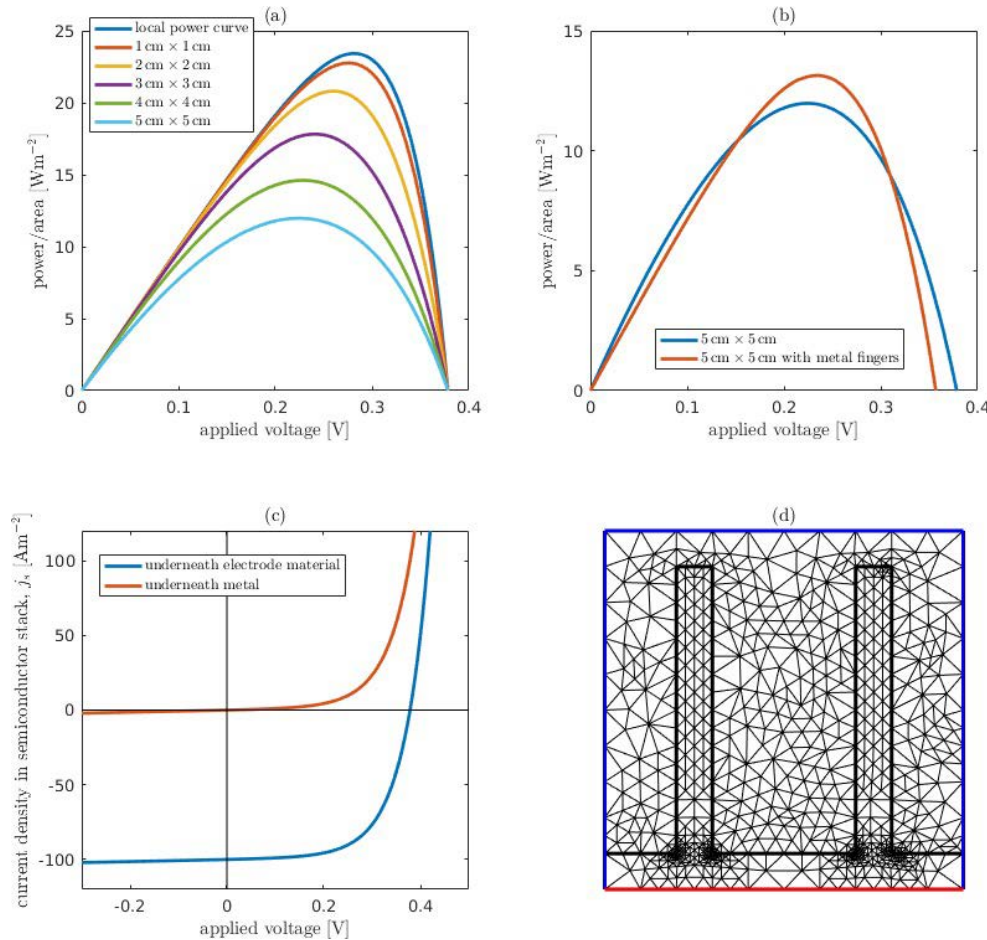 (a)
power/area [Wm⁻²]
25
20
15
10
5
0
0
0.1
0.2
0.3
0.4
applied voltage [V]
local power curve
1 cm × 1 cm
2 cm × 2 cm
3 cm × 3 cm
4 cm × 4 cm
5 cm × 5 cm
(b)
power/area [Wm⁻²]
15
10
5
0
0
0.1
0.2
0.3
0.4
applied voltage [V]
5 cm × 5 cm
5 cm × 5 cm with metal fingers
(c)
current density in semiconductor stack, jₛ [Am⁻²]
100
50
0
-50
-100
-0.2
0
0.2
0.4
applied voltage [V]
underneath electrode material
underneath metal
(d)